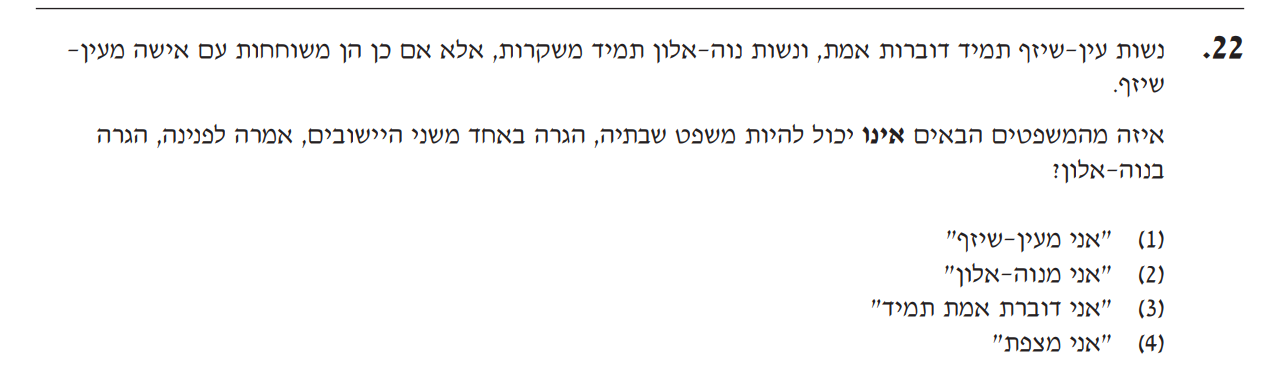 22. נשות עין-שיזף תמיד דוברות אמת, ונשות נוה-אלון תמיד משקרות, אלא אם כן הן משוחחות עם אישה מעין-
שיזף.
איזה מהמשפטים הבאים אינו יכול להיות משפט שבתיה, הגרה באחד משני היישובים, אמרה לפנינה, הגרה
בנוה-אלון?
(1) "אני מעין-שיזף"
(2) "אני מנוה-אלון"
(3) "אני דוברת אמת תמיד"
(4) "אני מצפת"